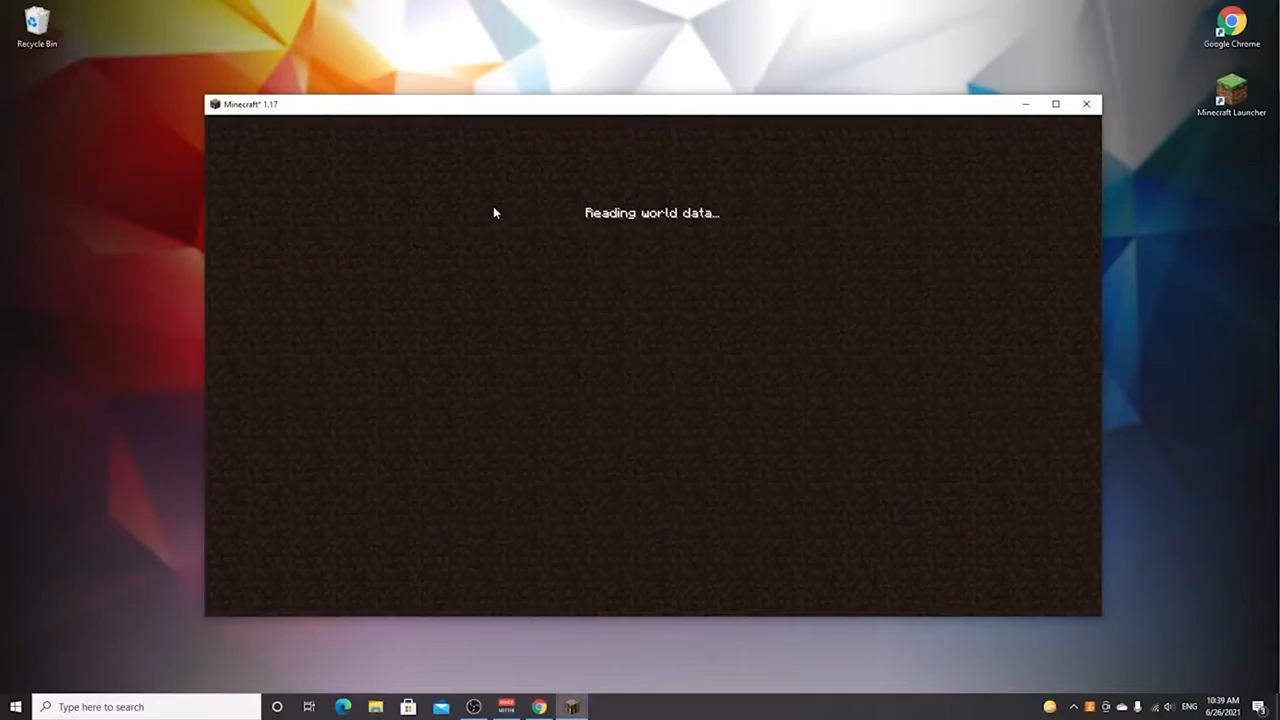 Recycle Bin
Google Chrome
Minecraft Launcher
Minecraft* 1.17
Reading world data...
Type here to search
ENG
10:39 AM
6/26/2021